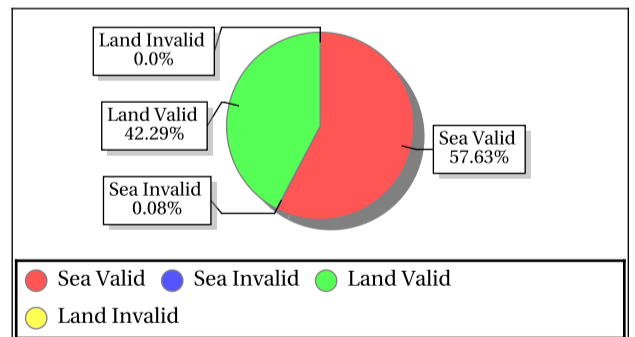 Land Invalid
0.0%
Land Valid
42.29%
Sea Valid
57.63%
Sea Invalid
0.08%
Sea Valid
Sea Invalid
Land Valid
Land Invalid